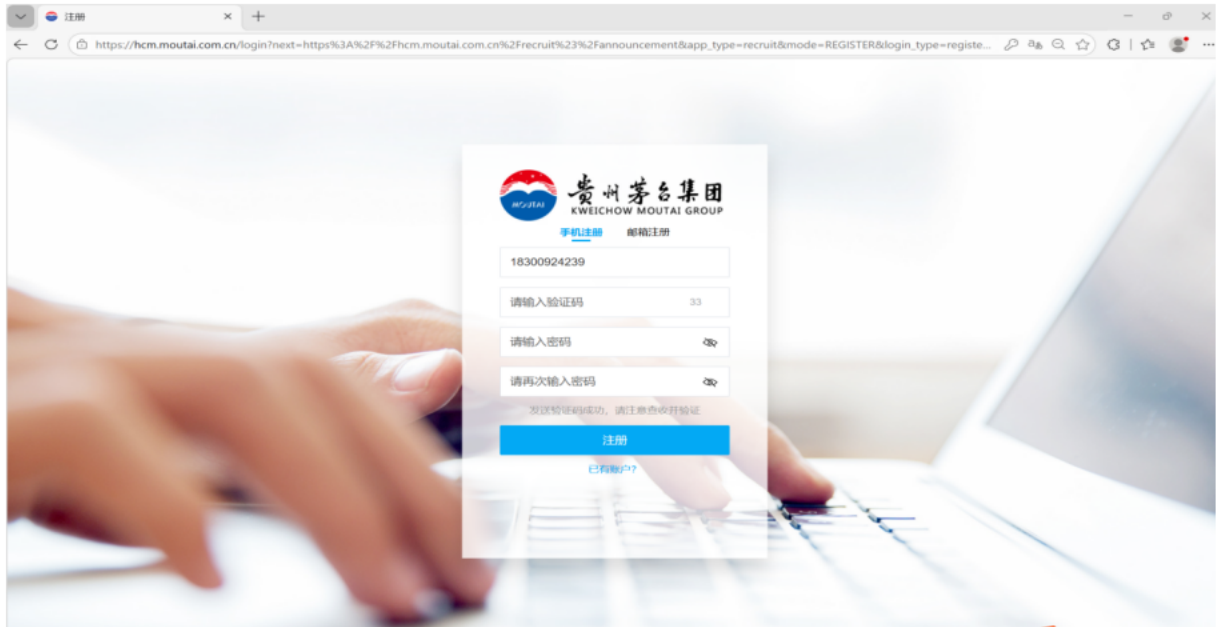 注册
https://hcm.moutai.com.cn/login?next=https%3A%2F%2Fhcm.moutai.com.cn%2Frecruit%23%2Fannouncement&app_type=recruit&mode=REGISTER&login_type=registe...
MOUTAI
贵州茅台集团
KWEICHOW MOUTAI GROUP
手机注册 邮箱注册
18300924239
请输入验证码 33
请输入密码
请再次输入密码
发送验证码成功，请注意查收并验证
注册
已有账户?